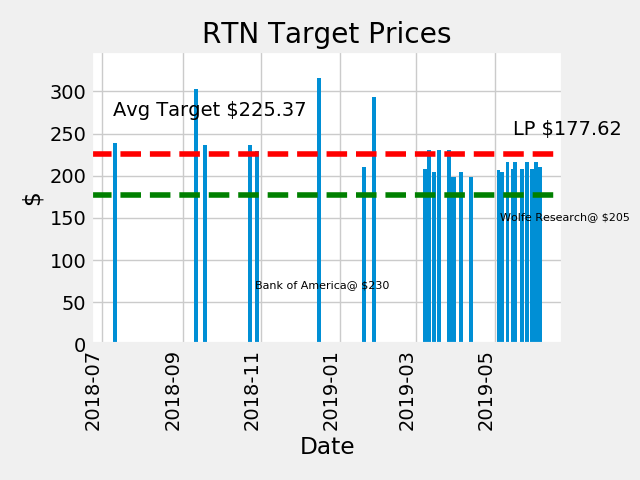 RTN Target Prices
300
250
200
150
100
50
0
$
Avg Target $225.37
LP $177.62
Wolfe Research@ $205
Bank of America@ $230
2018-07
2018-09
2018-11
2019-01
2019-03
2019-05
Date